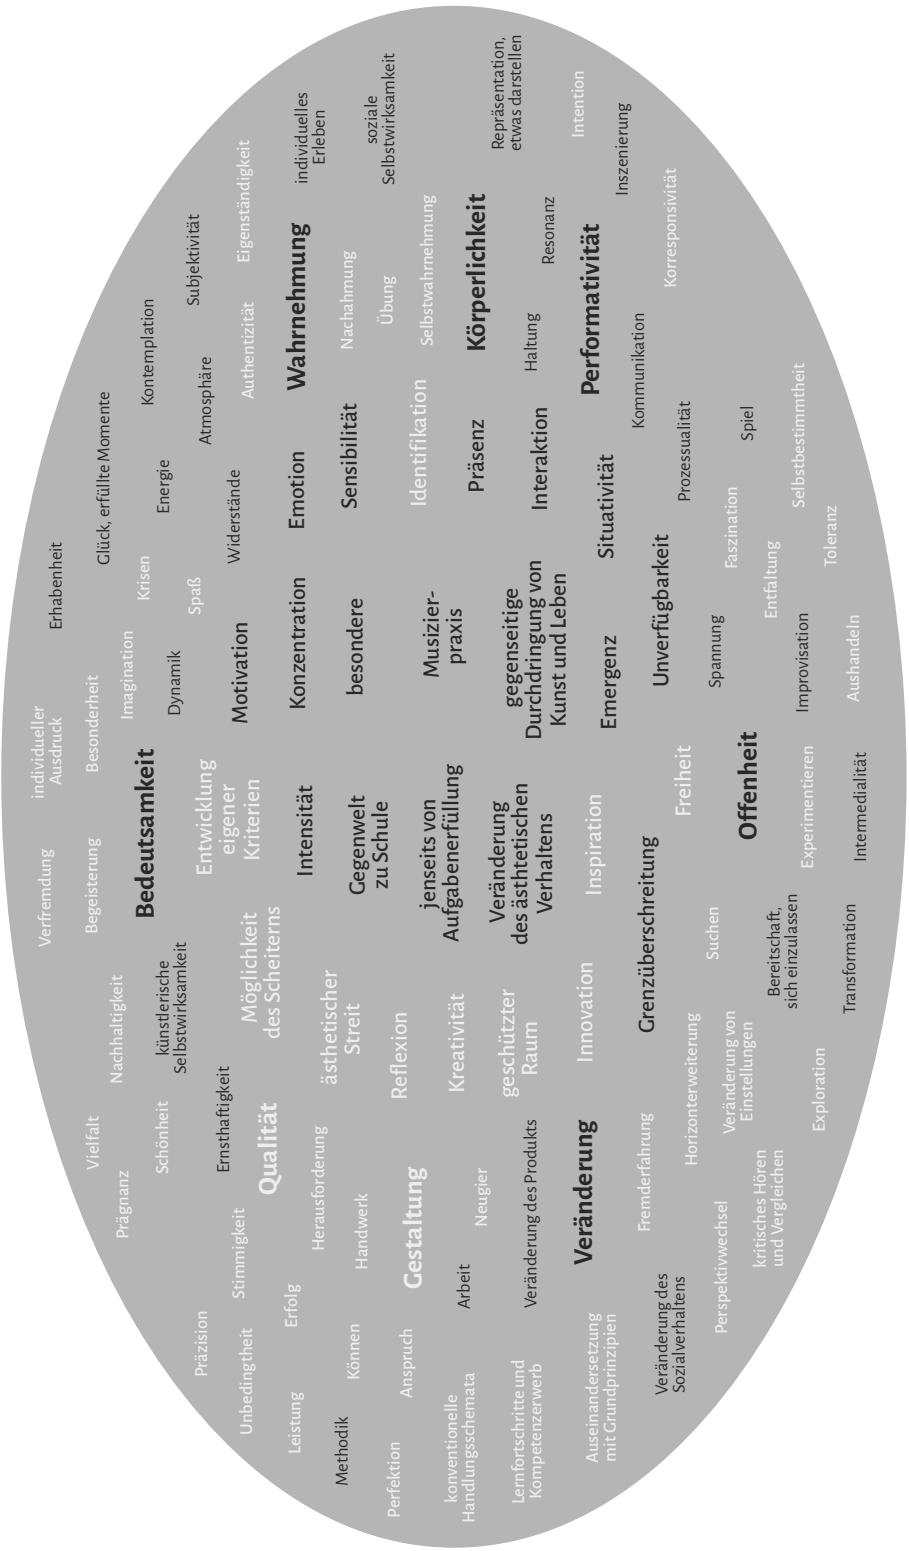 Verfremdung
individueller
Ausdruck
Erhabenheit
Vielfalt
Begeisterung
Besonderheit
Glück, erfüllte Momente
Prägnanz
Nachhaltigkeit
Bedeutsamkeit
Imagination
Krisen
Kontemplation
Schönheit
künstlerische
Selbstwirksamkeit
Dynamik
Energie
Subjektivität
Präzision
Ernsthaftigkeit
Entwicklung
eigener
Kriterien
Spaß
Atmosphäre
Unbedingtheit
Stimmigkeit
Qualität
Möglichkeit
des Scheiterns
Motivation
Widerstände
Authentizität
Eigenständigkeit
Leistung
Erfolg
Herausforderung
ästhetischer
Streit
Intensität
Konzentration
Emotion
Wahrnehmung
individuelles
Erleben
Methodik
Können
Handwerk
Gegenwelt
zu Schule
besondere
Sensibilität
Nachahmung
Übung
soziale
Selbstwirksamkeit
Perfektion
Anspruch
Gestaltung
Reflexion
jenseits von
Aufgabenerfüllung
Musizier-
praxis
Identifikation
Selbstwahrnehmung
konventionelle
Handlungsschemata
Arbeit
Neugier
Kreativität
Präsenz
Körperlichkeit
Lernfortschritte und
Kompetenzerwerb
Veränderung des Produkts
geschützter
Raum
Veränderung
des ästhtetischen
Verhaltens
gegenseitige
Durchdringung von
Kunst und Leben
Interaktion
Haltung
Resonanz
Repräsentation,
etwas darstellen
Auseinandersetzung
mit Grundprinzipien
Veränderung
Innovation
Inspiration
Emergenz
Situativität
Performativität
Intention
Inszenierung
Veränderung des
Sozialverhaltens
Fremderfahrung
Grenzüberschreitung
Unverfügbarkeit
Kommunikation
Korresponsivität
Perspektivwechsel
Horizonterweiterung
Freiheit
Prozessualität
kritisches Hören
und Vergleichen
Veränderung von
Einstellungen
Suchen
Offenheit
Spannung
Faszination
Spiel
Bereitschaft,
sich einzulassen
Experimentieren
Improvisation
Entfaltung
Selbstbestimmtheit
Exploration
Transformation
Intermedialität
Aushandeln
Toleranz